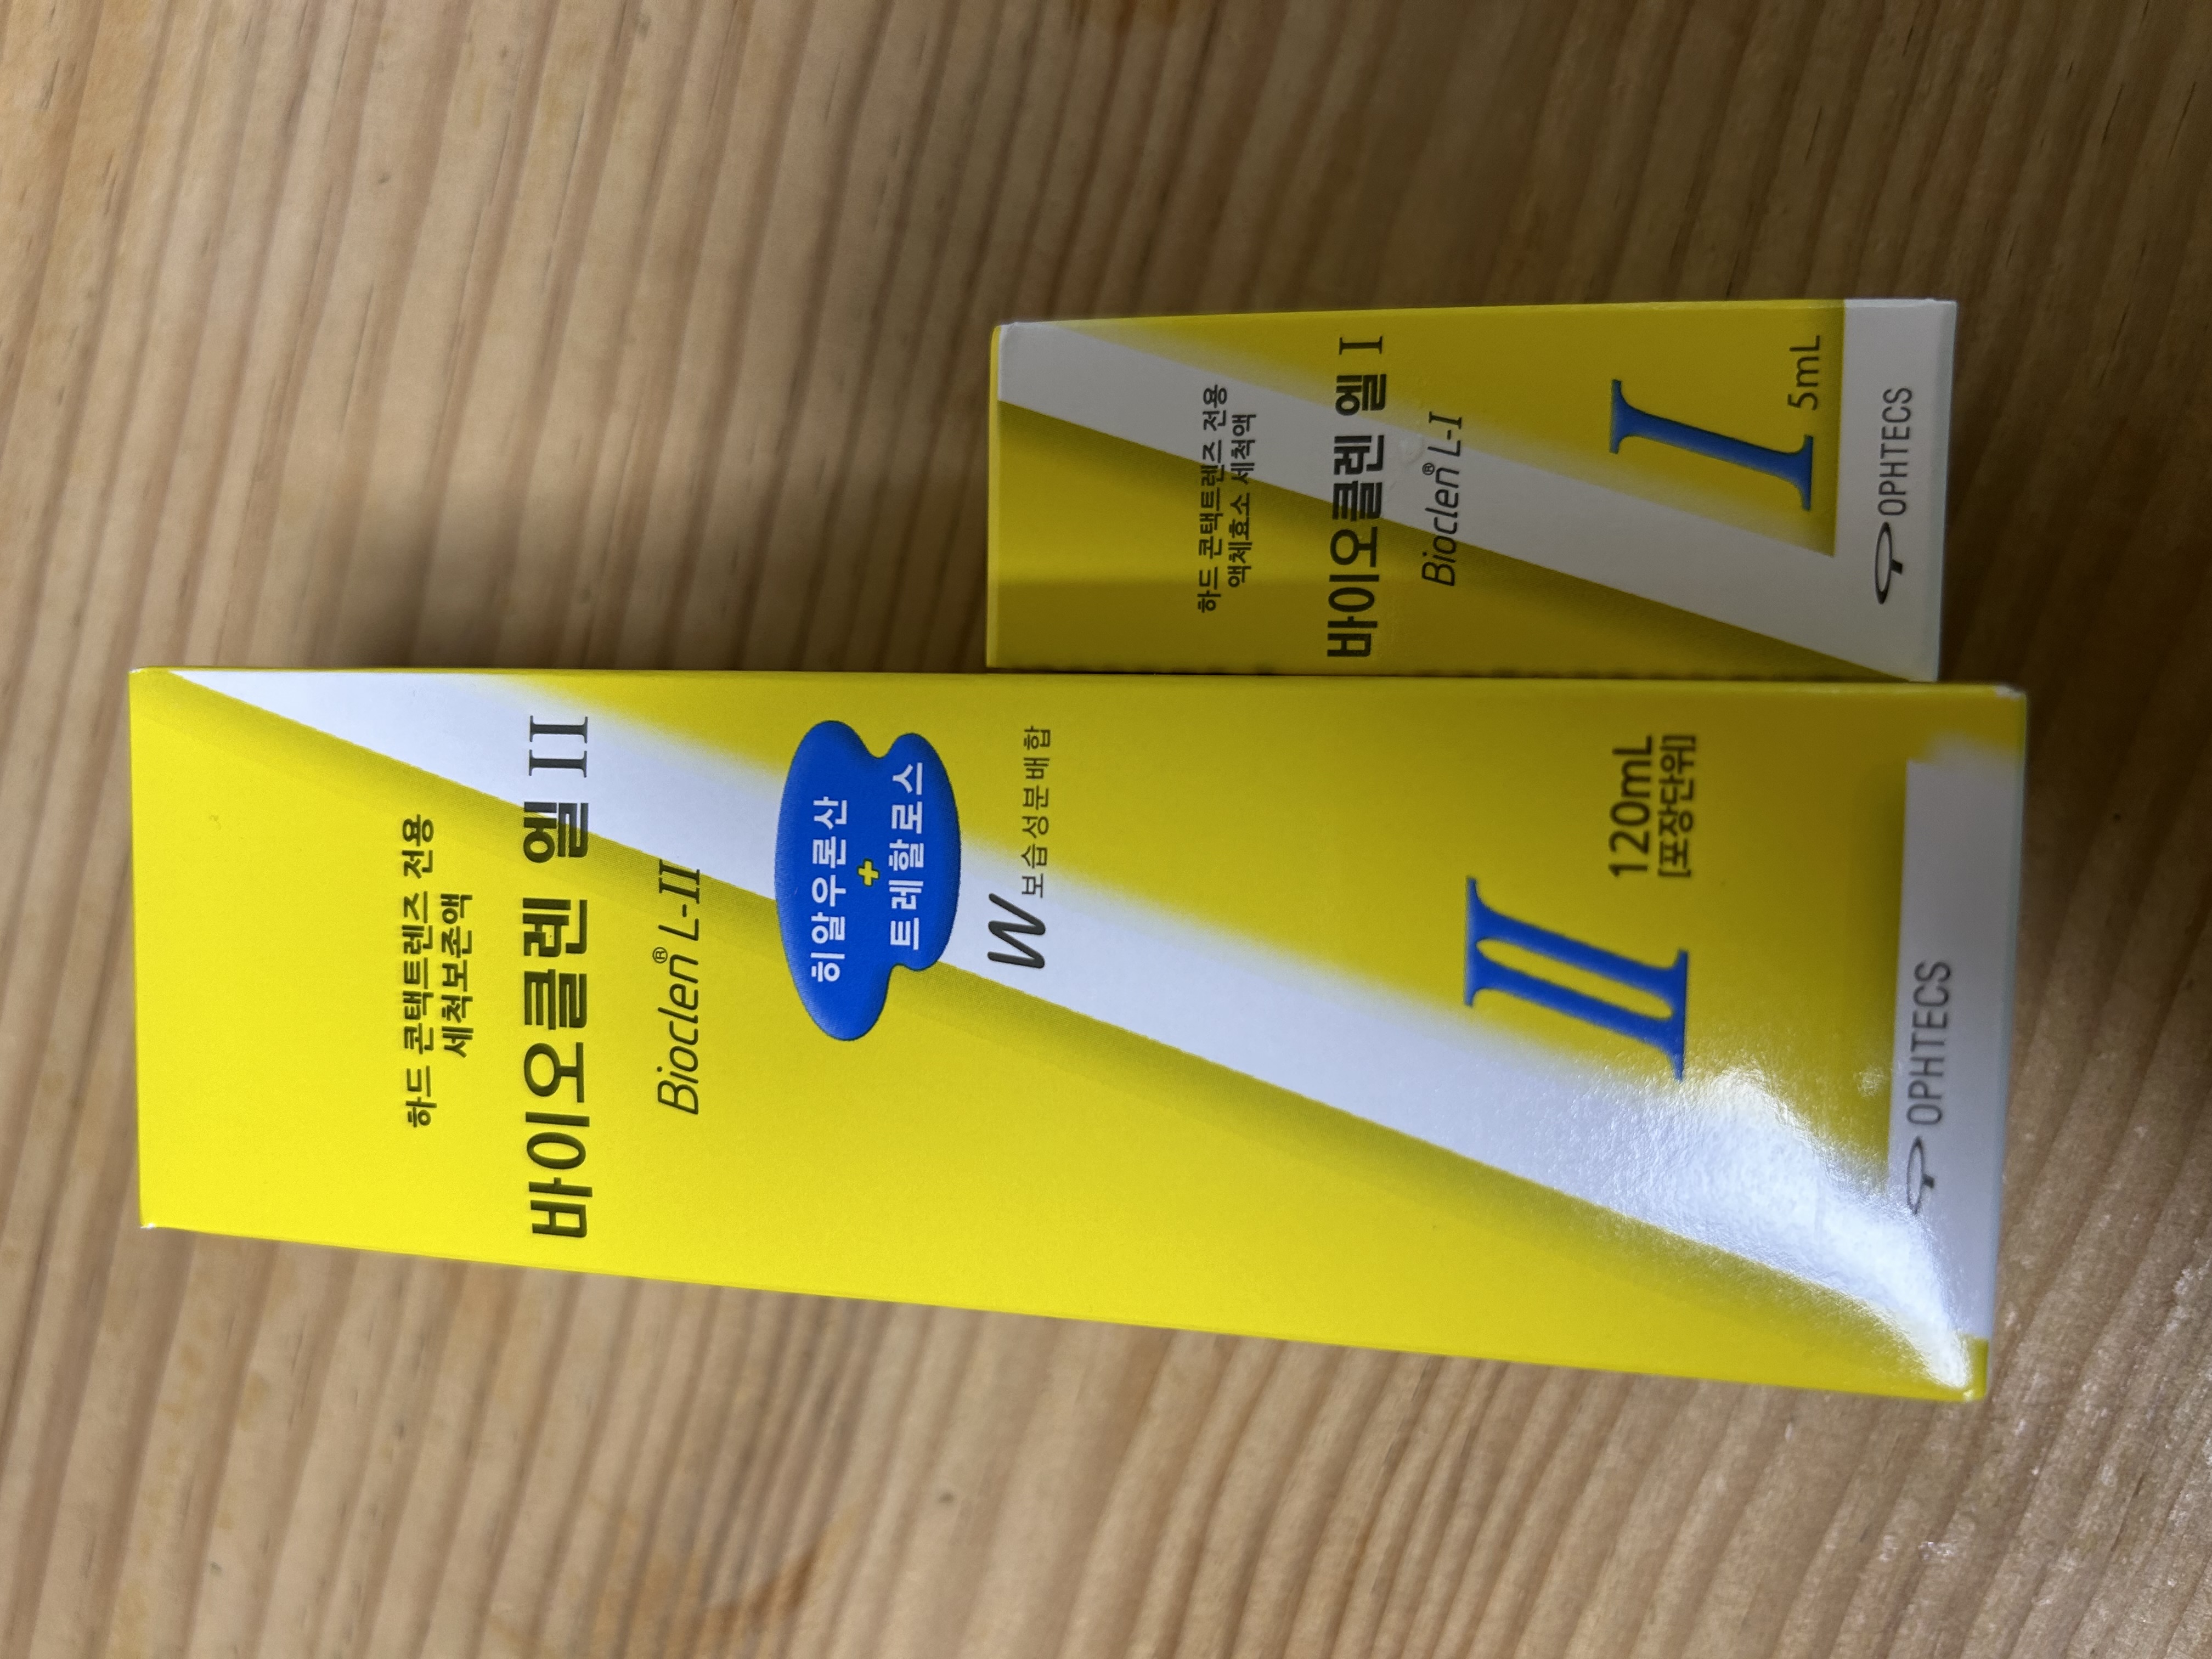 하드 콘택트렌즈 전용
세척보존액
바이오클렌 엘 II
Bioclen® L-II
히알우론산
+
트레할로스
W 보습성분배합
II
120mL
[포장단위]
OPHTECS
하드 콘택트렌즈 전용
액체효소 세척액
바이오클렌 엘 I
Bioclen® L-I
I
5mL
OPHTECS